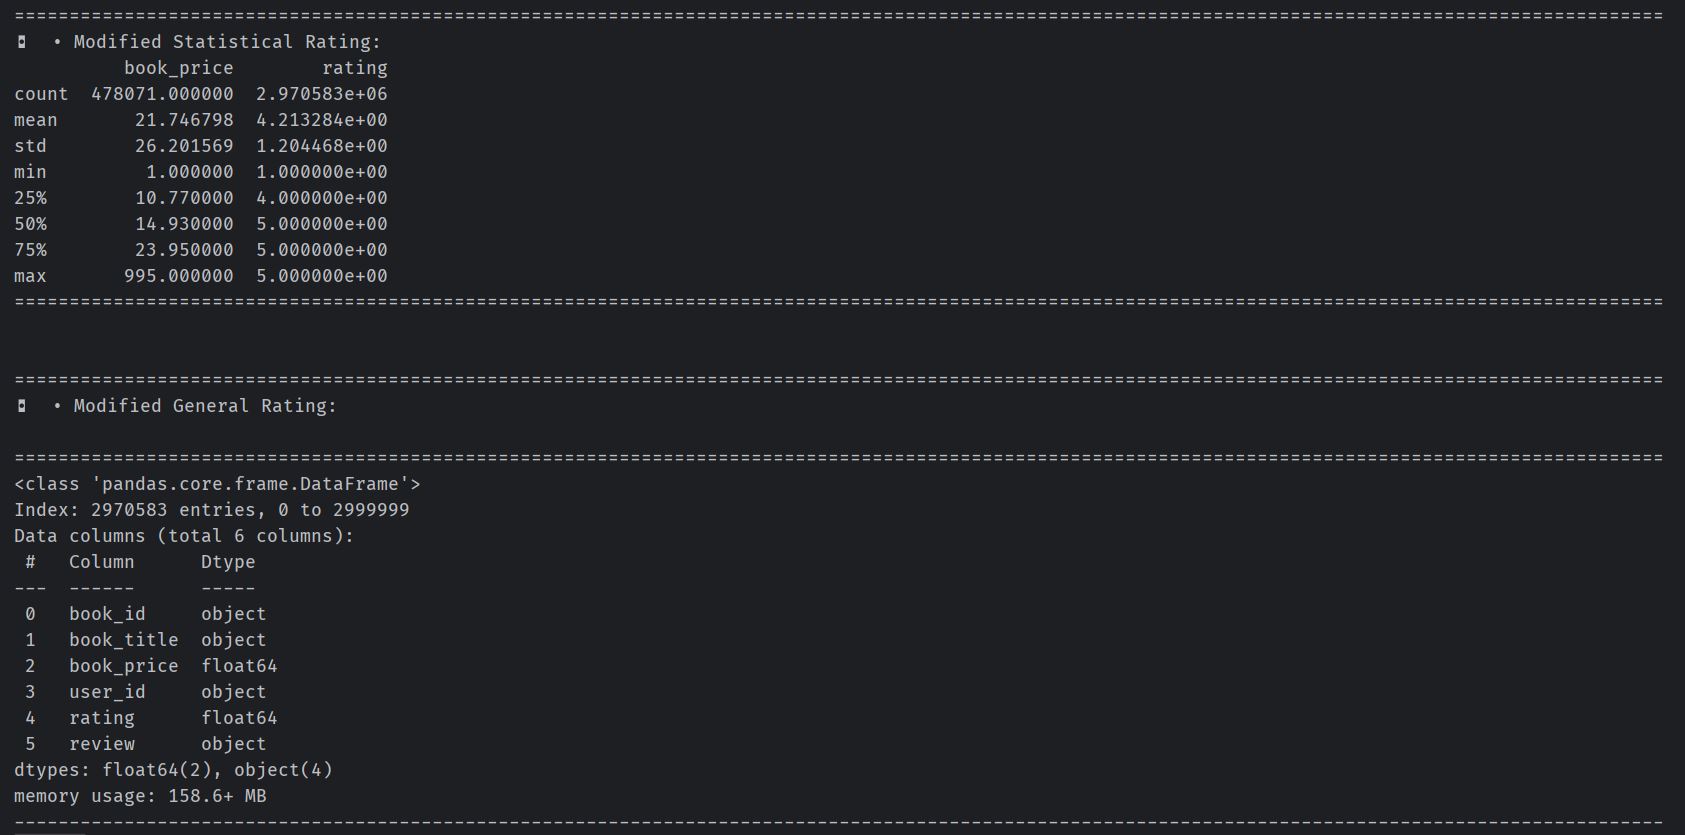 ======================================================================================================================================================
◘  • Modified Statistical Rating:
          book_price        rating
count  478071.000000  2.970583e+06
mean       21.746798  4.213284e+00
std        26.201569  1.204468e+00
min         1.000000  1.000000e+00
25%        10.770000  4.000000e+00
50%        14.930000  5.000000e+00
75%        23.950000  5.000000e+00
max       995.000000  5.000000e+00
======================================================================================================================================================
======================================================================================================================================================
◘  • Modified General Rating:
======================================================================================================================================================
<class 'pandas.core.frame.DataFrame'>
Index: 2970583 entries, 0 to 2999999
Data columns (total 6 columns):
 #   Column      Dtype
---  ------      -----
 0   book_id     object
 1   book_title  object
 2   book_price  float64
 3   user_id     object
 4   rating      float64
 5   review      object
dtypes: float64(2), object(4)
memory usage: 158.6+ MB
------------------------------------------------------------------------------------------------------------------------------------------------------